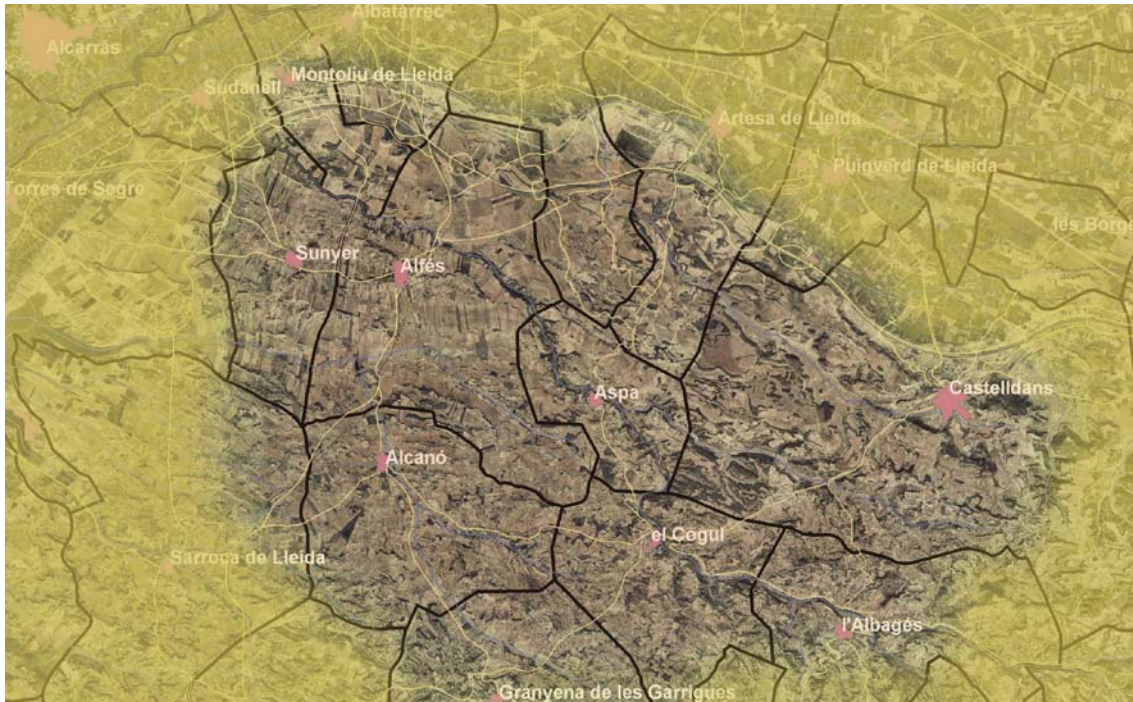 Albatàrrec
Alcarràs
Montoliu de Lleida
Sudanell
Artesa de Lleida
Puigverd de Lleida
Torres de Segre
les Borge
Sunyer
Alfés
Aspa
Castelldans
Alcanó
el Cogul
Sarroca de Lleida
l'Albagés
Granyena de les Garrigues